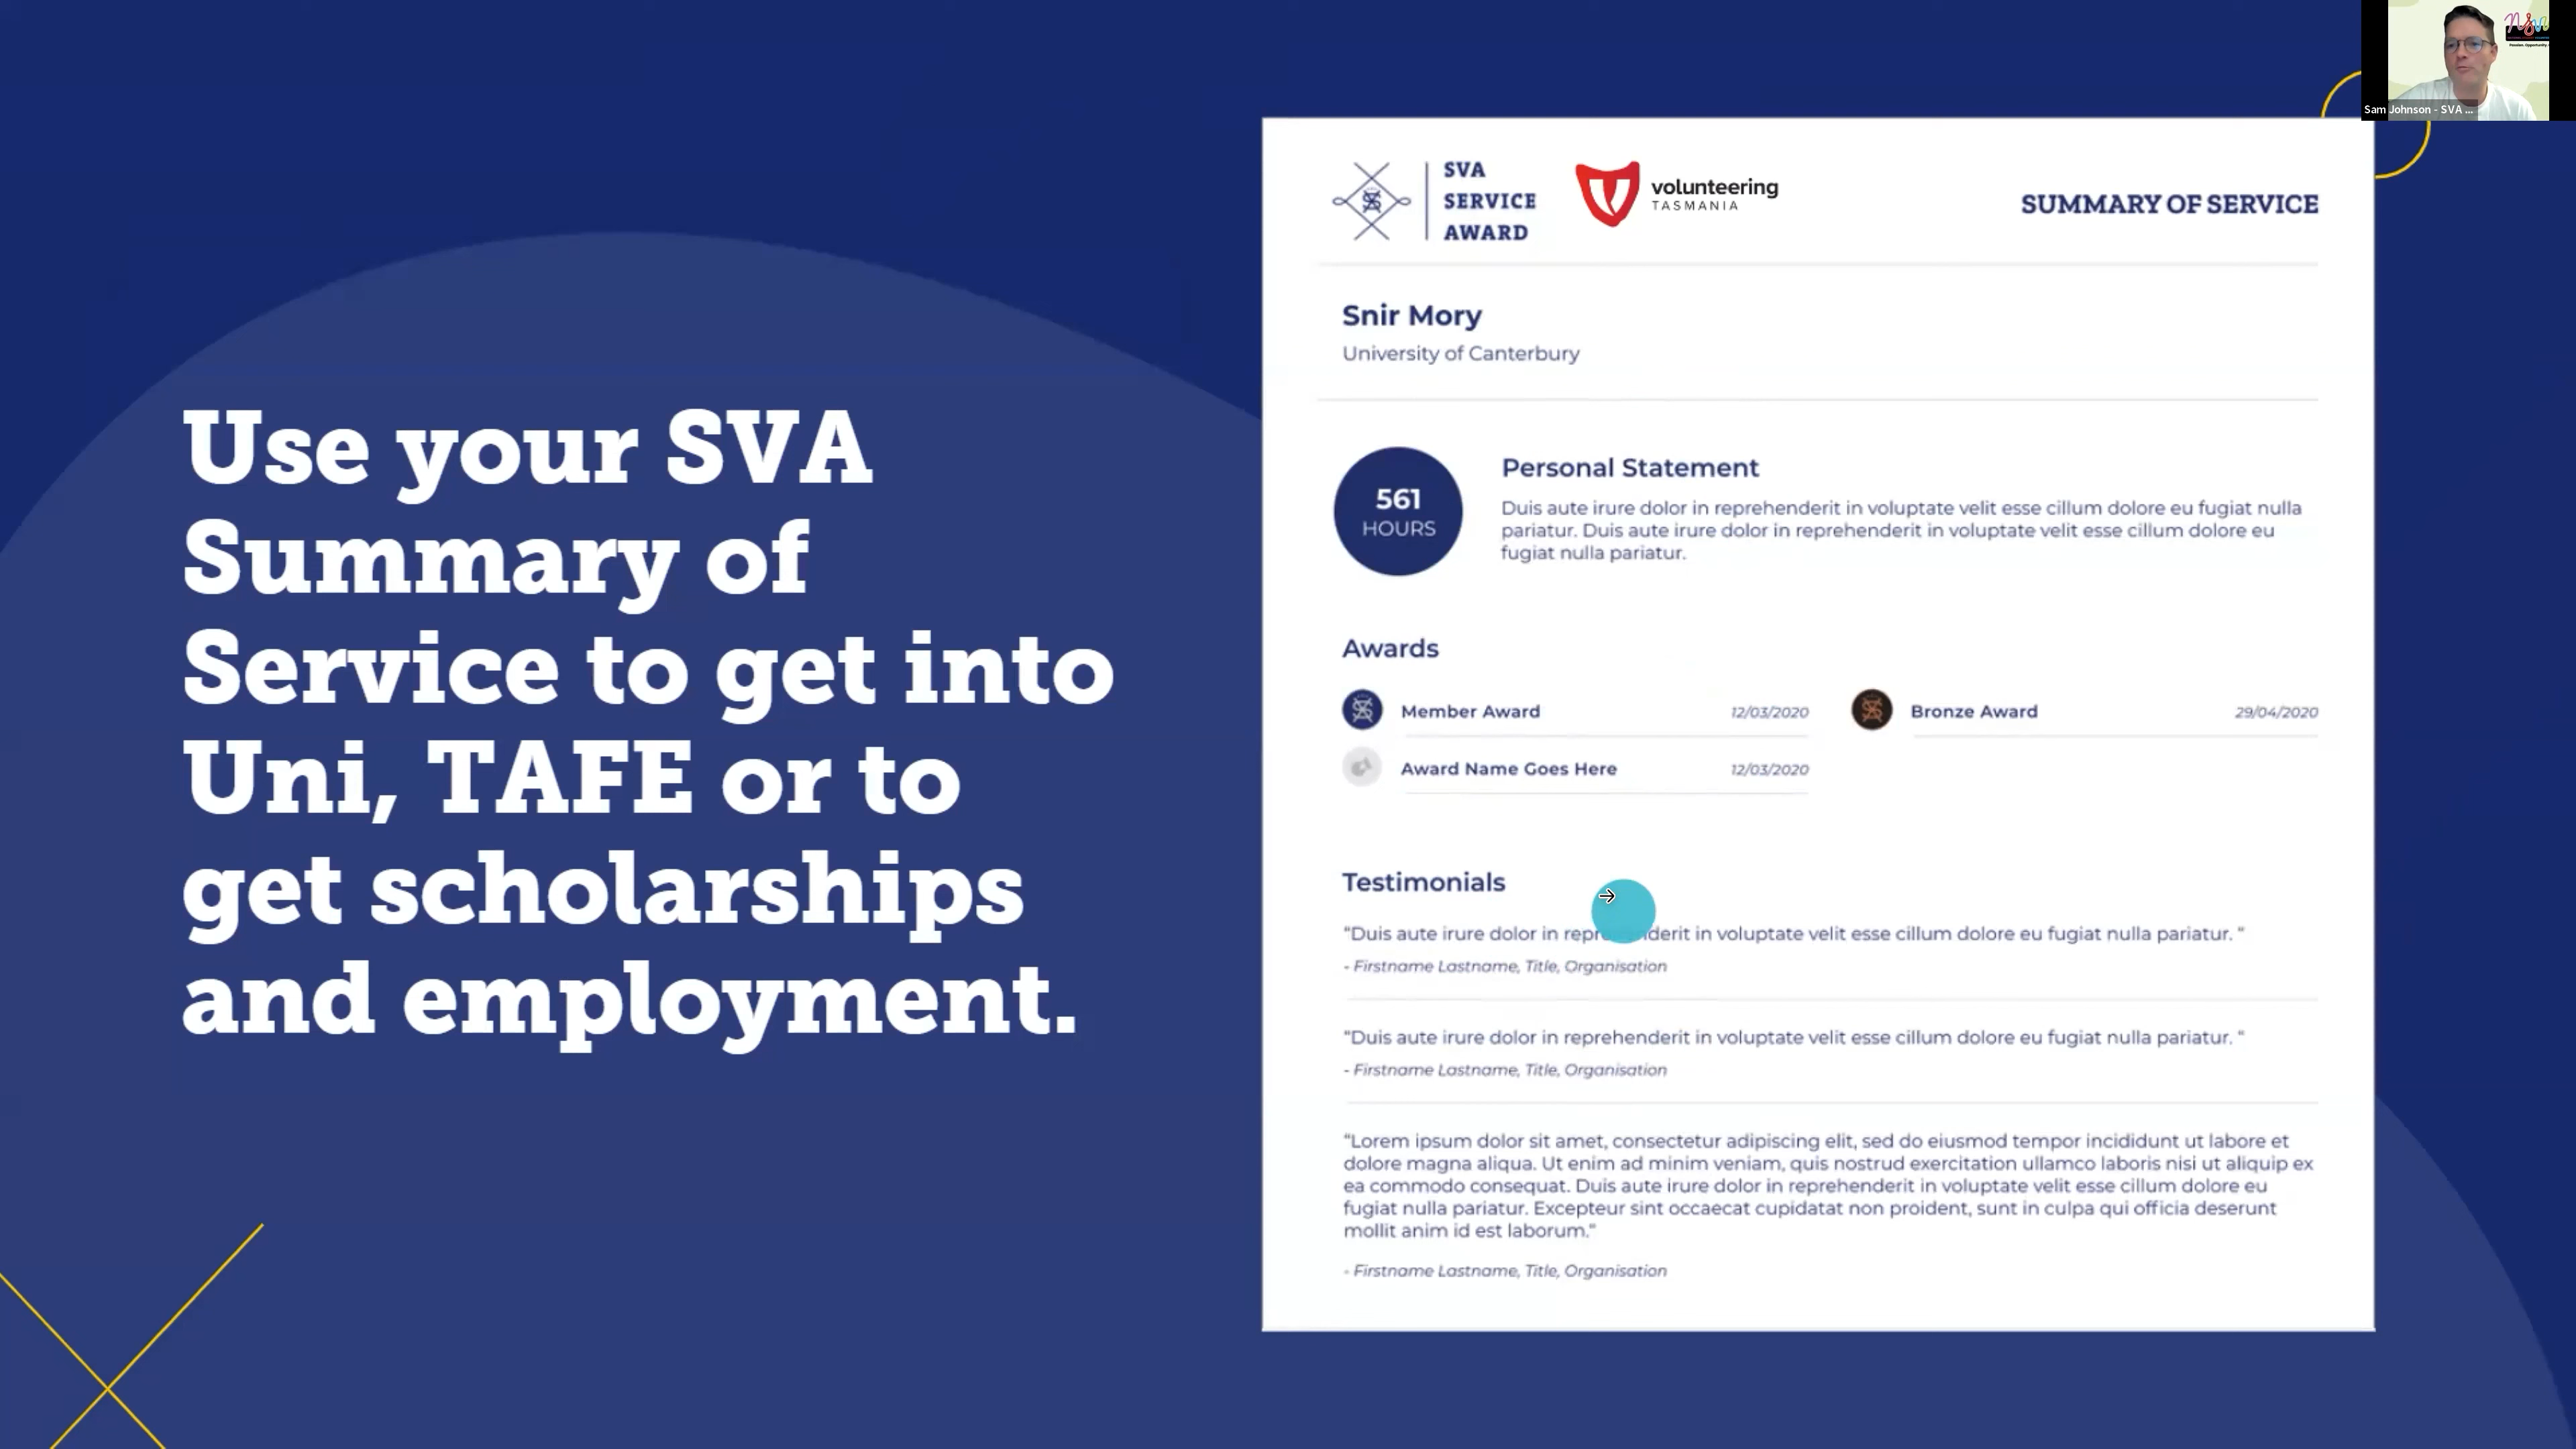 Sam Johnson - SVA ...
Use your SVA
Summary of
Service to get into
Uni, TAFE or to
get scholarships
and employment.
SVA
SERVICE
AWARD
volunteering
TASMANIA
SUMMARY OF SERVICE
Snir Mory
University of Canterbury
561
HOURS
Personal Statement
Duis aute irure dolor in reprehenderit in voluptate velit esse cillum dolore eu fugiat nulla
pariatur. Duis aute irure dolor in reprehenderit in voluptate velit esse cillum dolore eu
fugiat nulla pariatur.
Awards
Member Award 12/03/2020
Bronze Award 29/04/2020
Award Name Goes Here 12/03/2020
Testimonials
"Duis aute irure dolor in voluptate velit esse cillum dolore eu fugiat nulla pariatur. "
- Firstname Lastname, Title, Organisation
"Duis aute irure dolor in reprehenderit in voluptate velit esse cillum dolore eu fugiat nulla pariatur. "
- Firstname Lastname, Title, Organisation
"Lorem ipsum dolor sit amet, consectetur adipiscing elit, sed do eiusmod tempor incididunt ut labore et
dolore magna aliqua. Ut enim ad minim veniam, quis nostrud exercitation ullamco laboris nisi ut aliquip ex
ea commodo consequat. Duis aute irure dolor in reprehenderit in voluptate velit esse cillum dolore eu
fugiat nulla pariatur. Excepteur sint occaecat cupidatat non proident, sunt in culpa qui officia deserunt
mollit anim id est laborum."
- Firstname Lastname, Title, Organisation